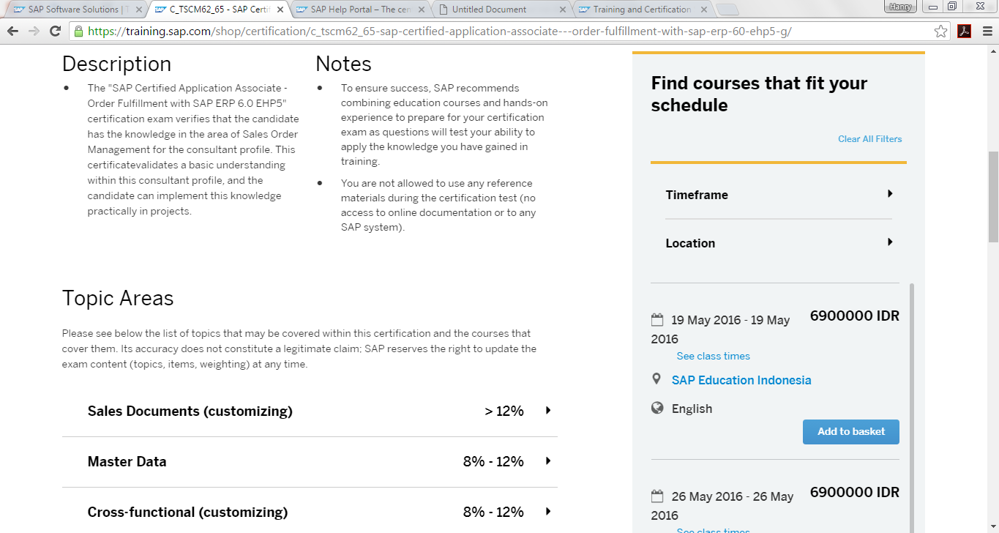 SAP Software Solutions | T
C_TSCM62_65 - SAP Certif
SAP Help Portal – The cen
Untitled Document
Training and Certification
Hanry
https://training.sap.com/shop/certification/c_tscm62_65-sap-certified-application-associate---order-fulfillment-with-sap-erp-60-ehp5-g/
Description
The "SAP Certified Application Associate -
Order Fulfillment with SAP ERP 6.0 EHP5"
certification exam verifies that the candidate
has the knowledge in the area of Sales Order
Management for the consultant profile. This
certificatevalidates a basic understanding
within this consultant profile, and the
candidate can implement this knowledge
practically in projects.
Notes
To ensure success, SAP recommends
combining education courses and hands-on
experience to prepare for your certification
exam as questions will test your ability to
apply the knowledge you have gained in
training.
You are not allowed to use any reference
materials during the certification test (no
access to online documentation or to any
SAP system).
Topic Areas
Please see below the list of topics that may be covered within this certification and the courses that
cover them. Its accuracy does not constitute a legitimate claim; SAP reserves the right to update the
exam content (topics, items, weighting) at any time.
Sales Documents (customizing) > 12%
Master Data 8% - 12%
Cross-functional (customizing) 8% - 12%
Find courses that fit your
schedule
Clear All Filters
Timeframe
Location
19 May 2016 - 19 May 6900000 IDR
2016
See class times
SAP Education Indonesia
English
Add to basket
26 May 2016 - 26 May 6900000 IDR
2016
See class times